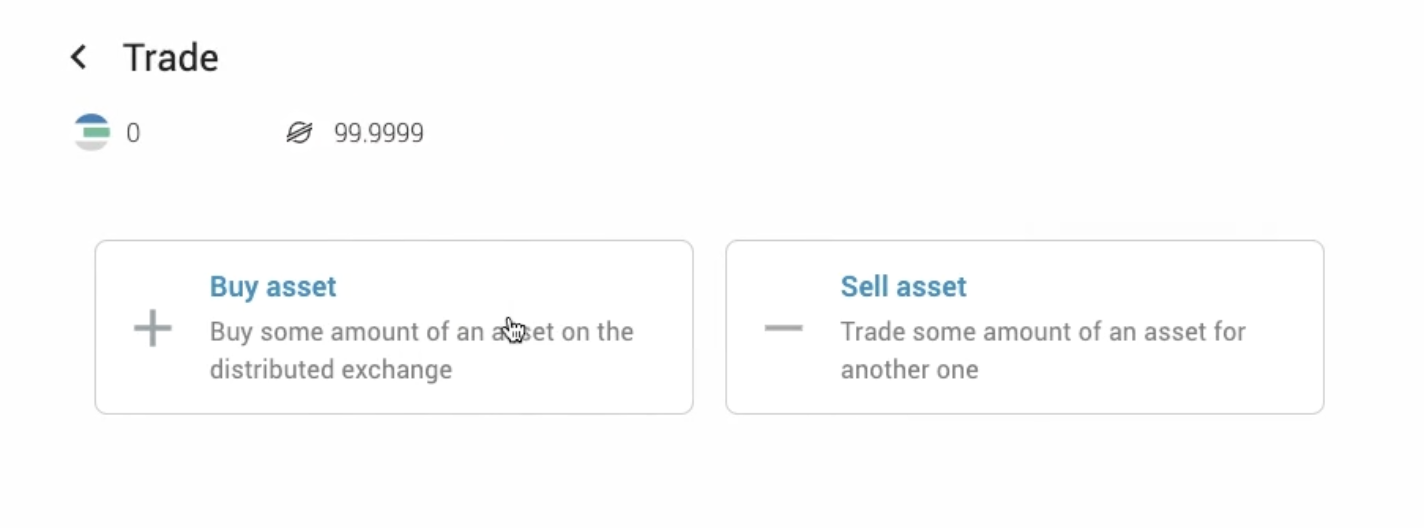 Trade
0 99.9999
Buy asset
Buy some amount of an asset on the
distributed exchange
Sell asset
Trade some amount of an asset for
another one